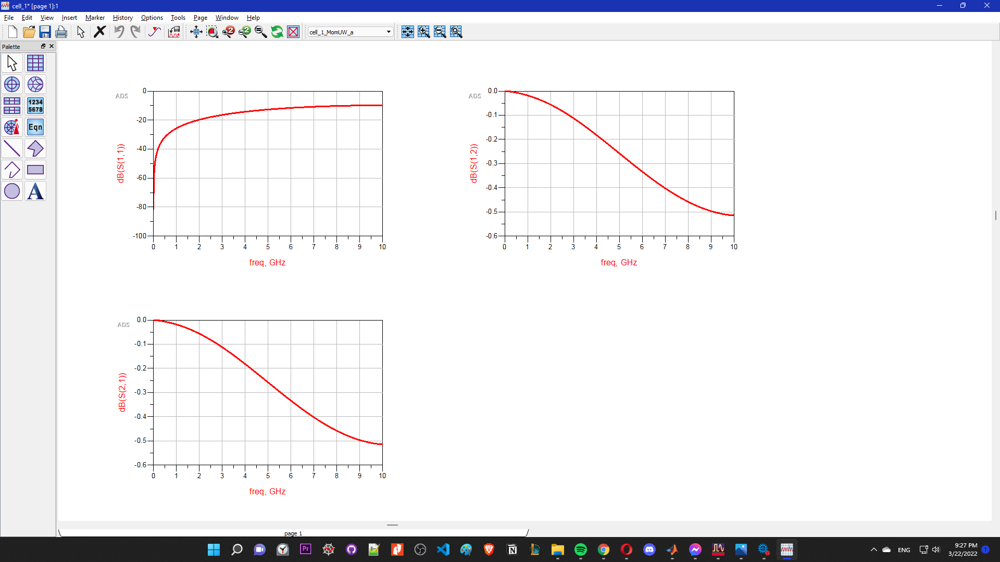 cell_1* [page 1]:1
File Edit View Insert Marker History Options Tools Page Window Help
cell_1_MomUW_a
Palette
1234
5678
Eqn
A
ADS
dB(S(1,1))
0
-20
-40
-60
-80
-100
0 1 2 3 4 5 6 7 8 9 10
freq, GHz
ADS
dB(S(1,2))
0.0
-0.1
-0.2
-0.3
-0.4
-0.5
-0.6
0 1 2 3 4 5 6 7 8 9 10
freq, GHz
ADS
dB(S(2,1))
0.0
-0.1
-0.2
-0.3
-0.4
-0.5
-0.6
0 1 2 3 4 5 6 7 8 9 10
freq, GHz
page 1
Pr
ENG
9:27 PM
3/22/2022
1